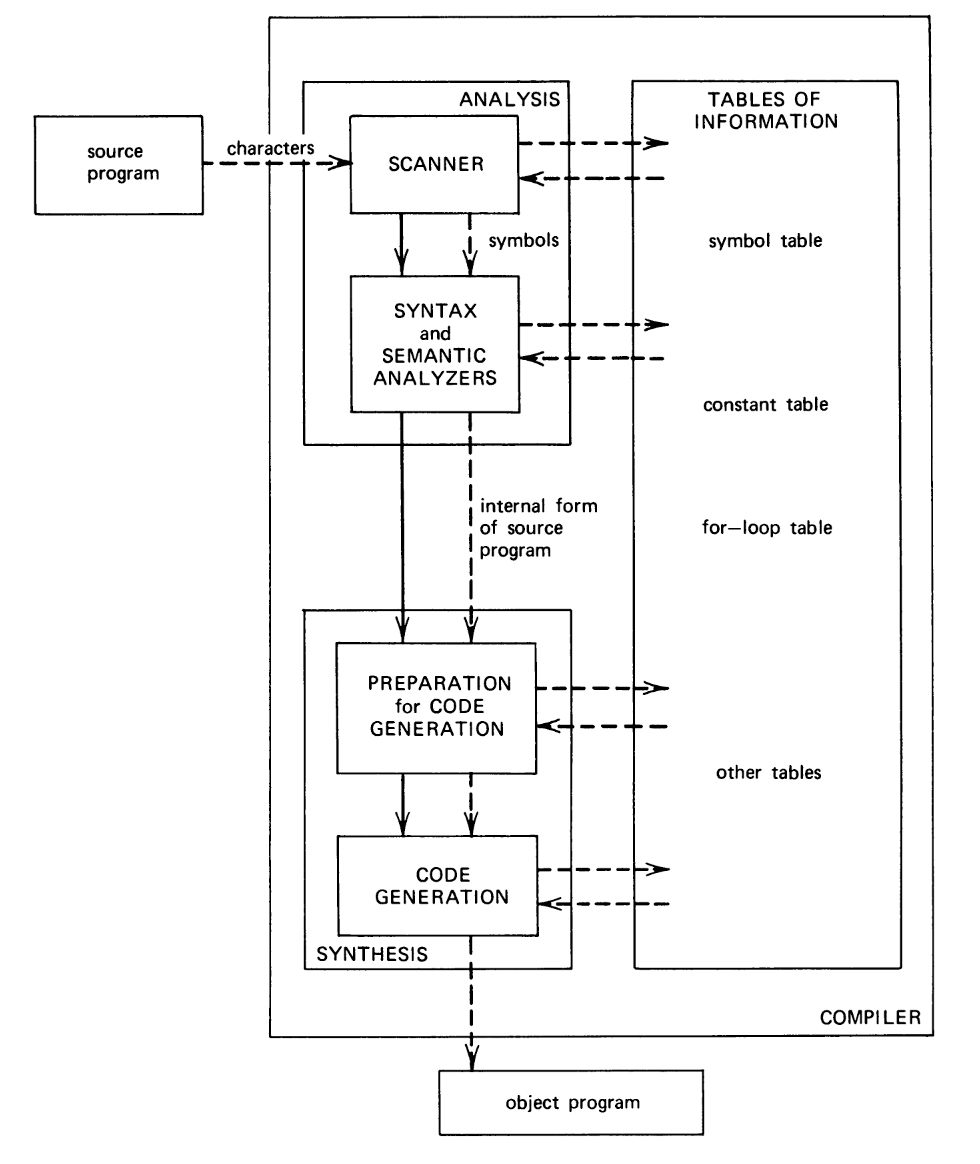 ANALYSIS
TABLES OF
INFORMATION
source
program
characters
SCANNER
symbols
symbol table
SYNTAX
and
SEMANTIC
ANALYZERS
constant table
internal form
of source
program
for—loop table
PREPARATION
for CODE
GENERATION
other tables
CODE
GENERATION
SYNTHESIS
COMPILER
object program